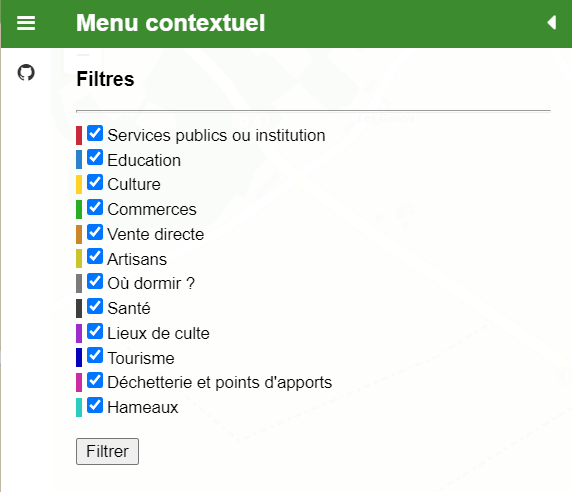 Menu contextuel
Filtres
Services publics ou institution
Education
Culture
Commerces
Vente directe
Artisans
Où dormir ?
Santé
Lieux de culte
Tourisme
Déchetterie et points d'apports
Hameaux
Filtrer